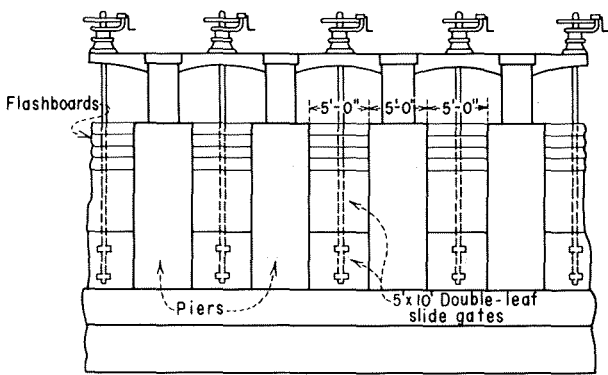 5'-0" 5'-0" 5'-0"
Flashboards
Piers
5'x10' Double-leaf
slide gates